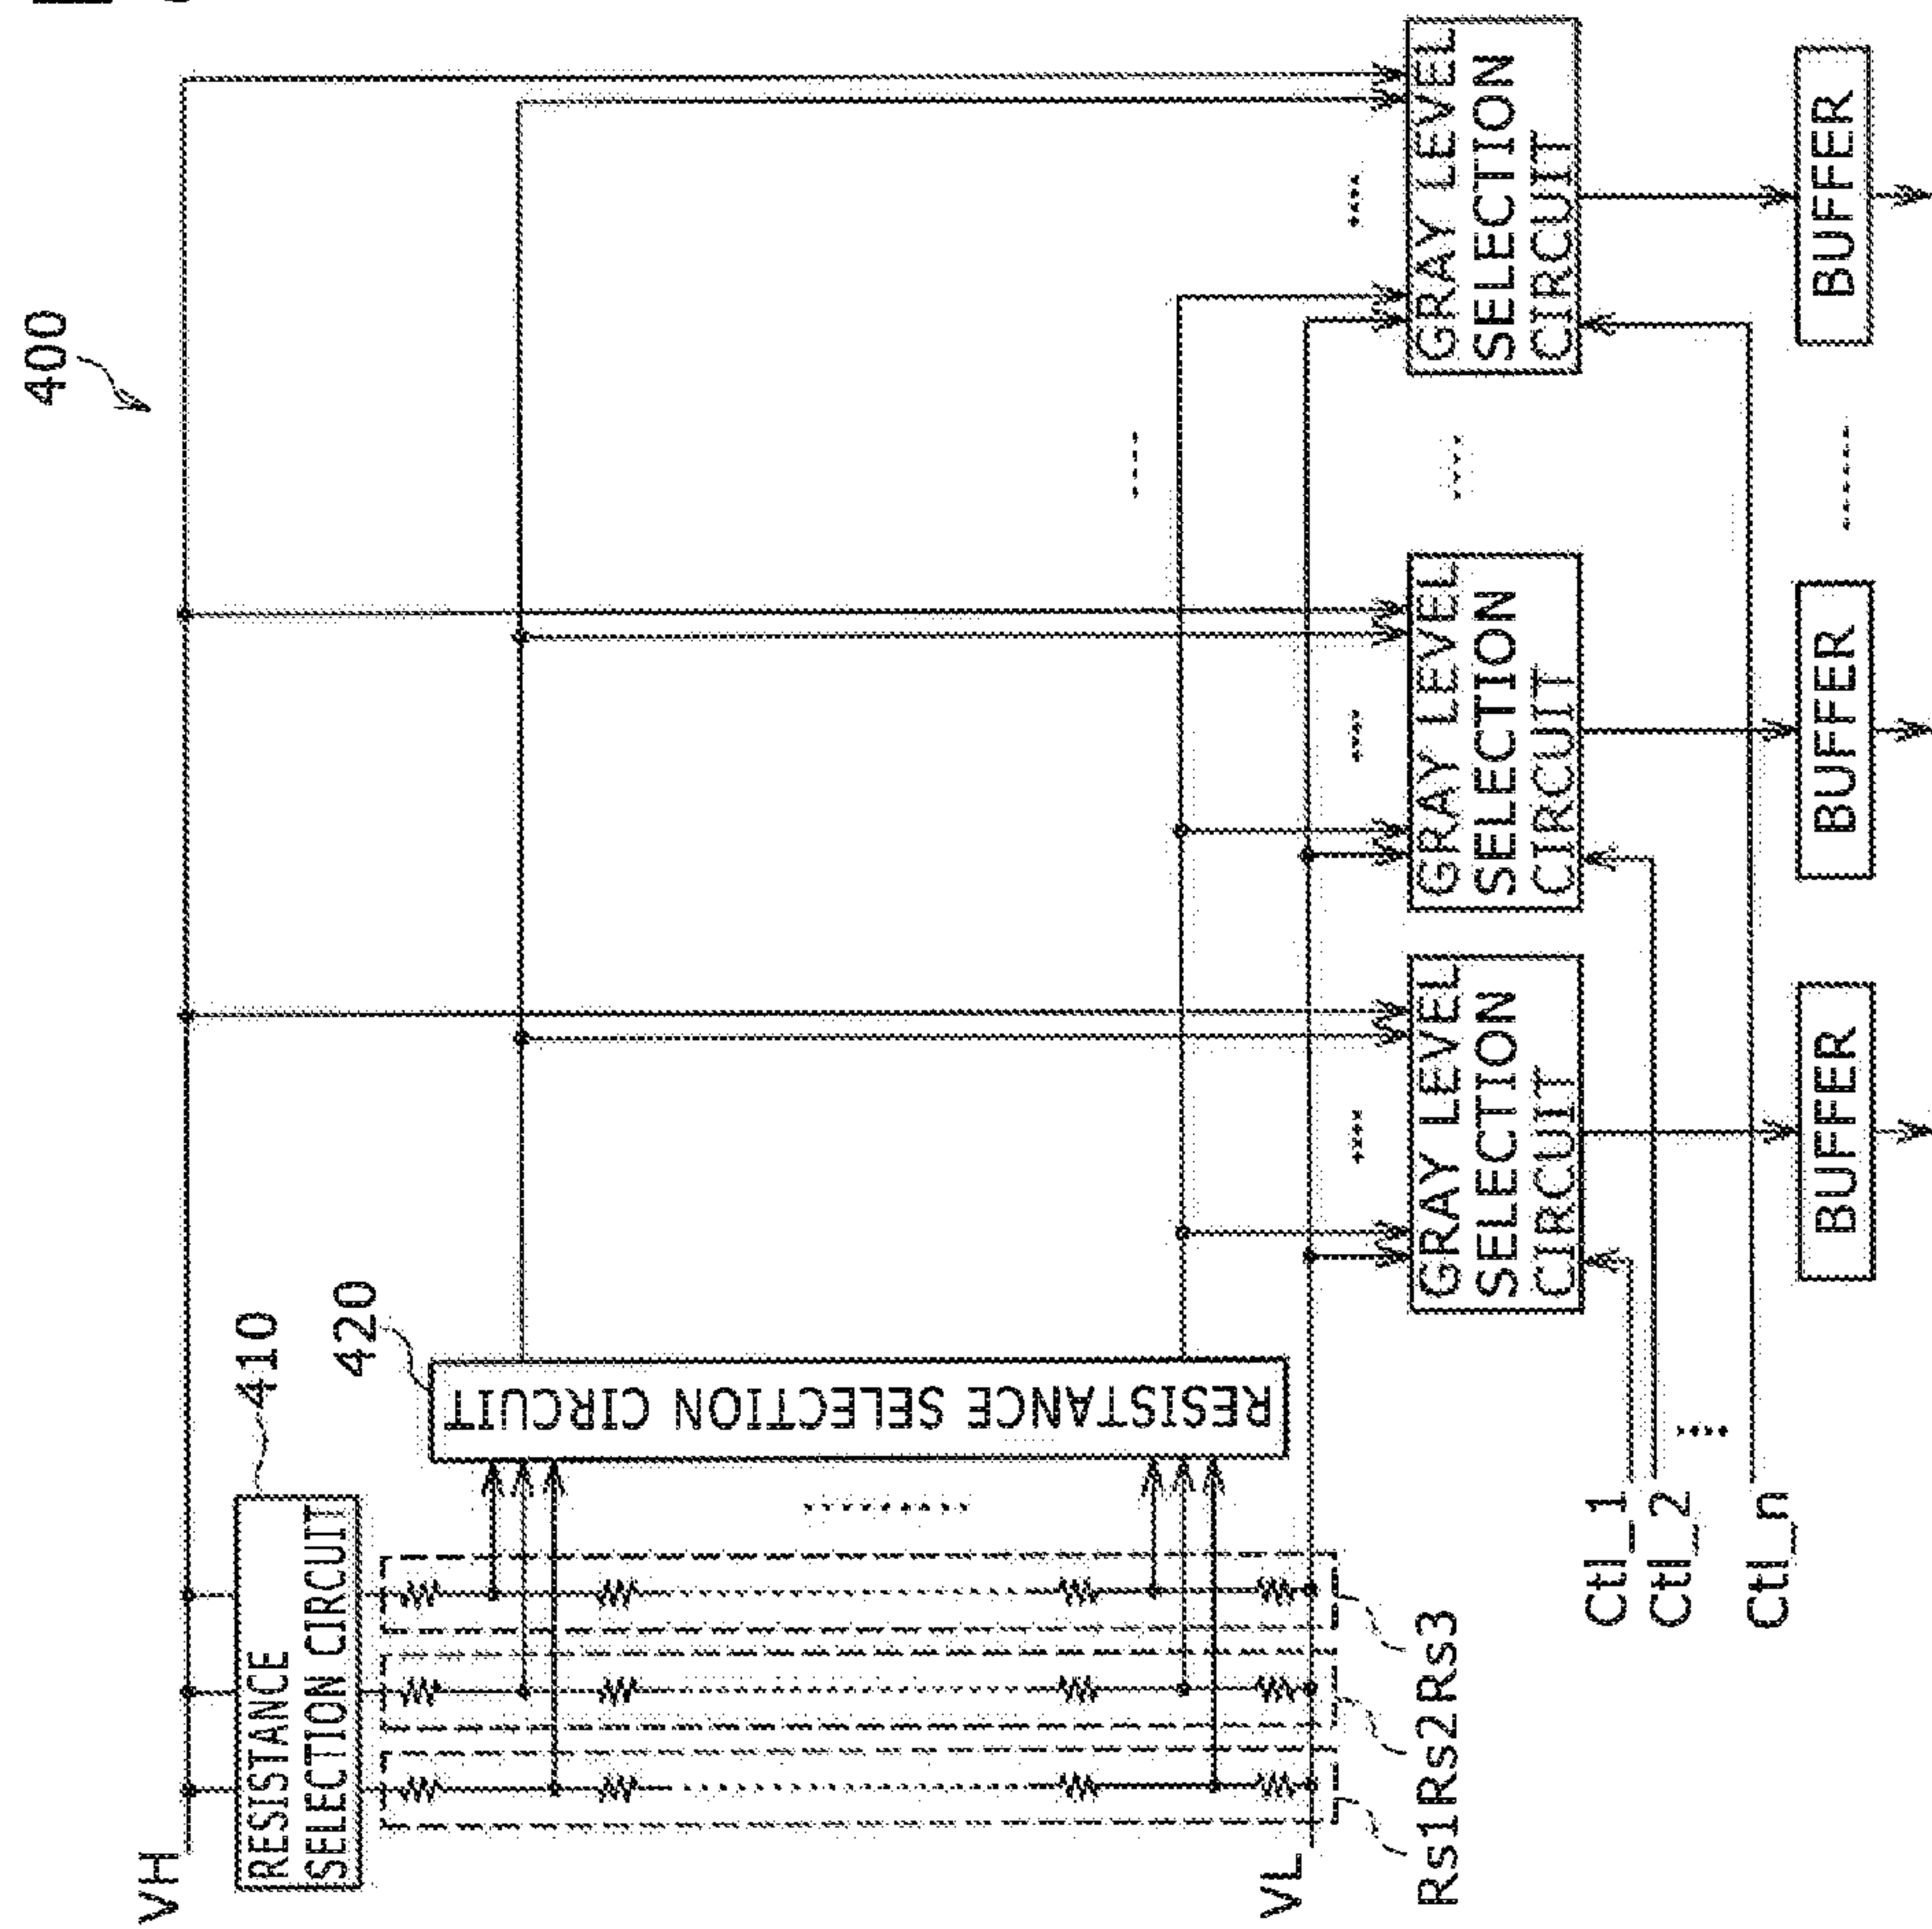 400
VH
RESISTANCE
SELECTION CIRCUIT
410
420
RESISTANCE SELECTION CIRCUIT
VL
Rs1Rs2Rs3
GRAY LEVEL
SELECTION
CIRCUIT
GRAY LEVEL
SELECTION
CIRCUIT
GRAY LEVEL
SELECTION
CIRCUIT
Ctl_1
Ctl_2
Ctl_n
BUFFER
BUFFER
BUFFER